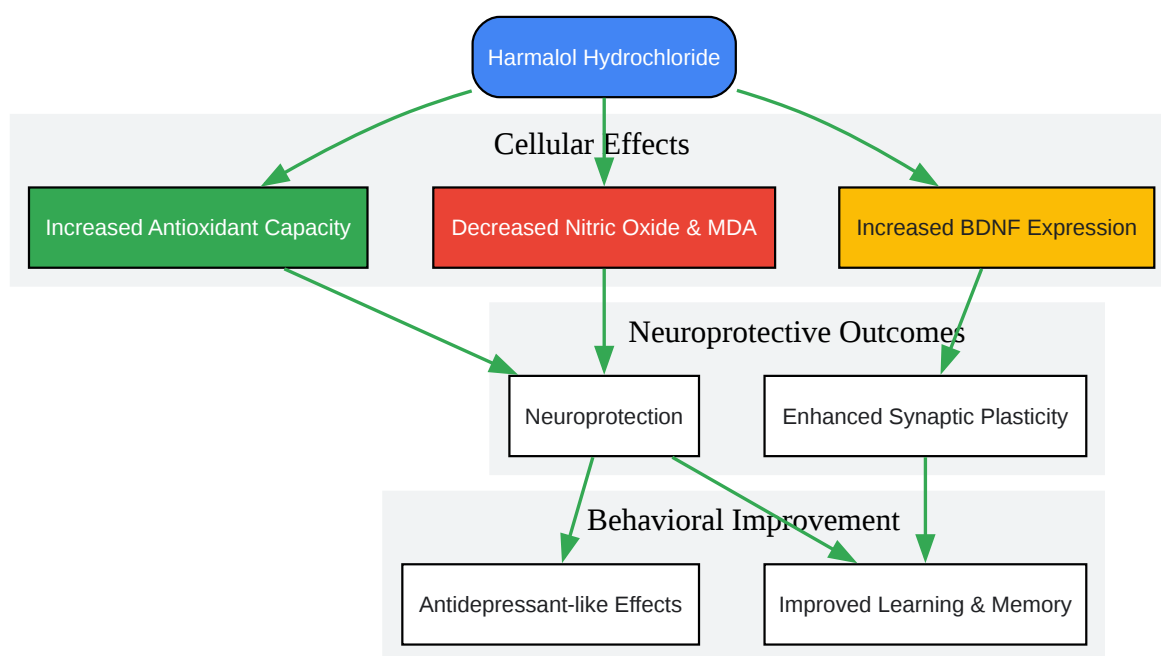 Harmalol Hydrochloride
Cellular Effects
Increased Antioxidant Capacity
Decreased Nitric Oxide & MDA
Increased BDNF Expression
Neuroprotective Outcomes
Neuroprotection
Enhanced Synaptic Plasticity
Behavioral Improvement
Antidepressant-like Effects
Improved Learning & Memory